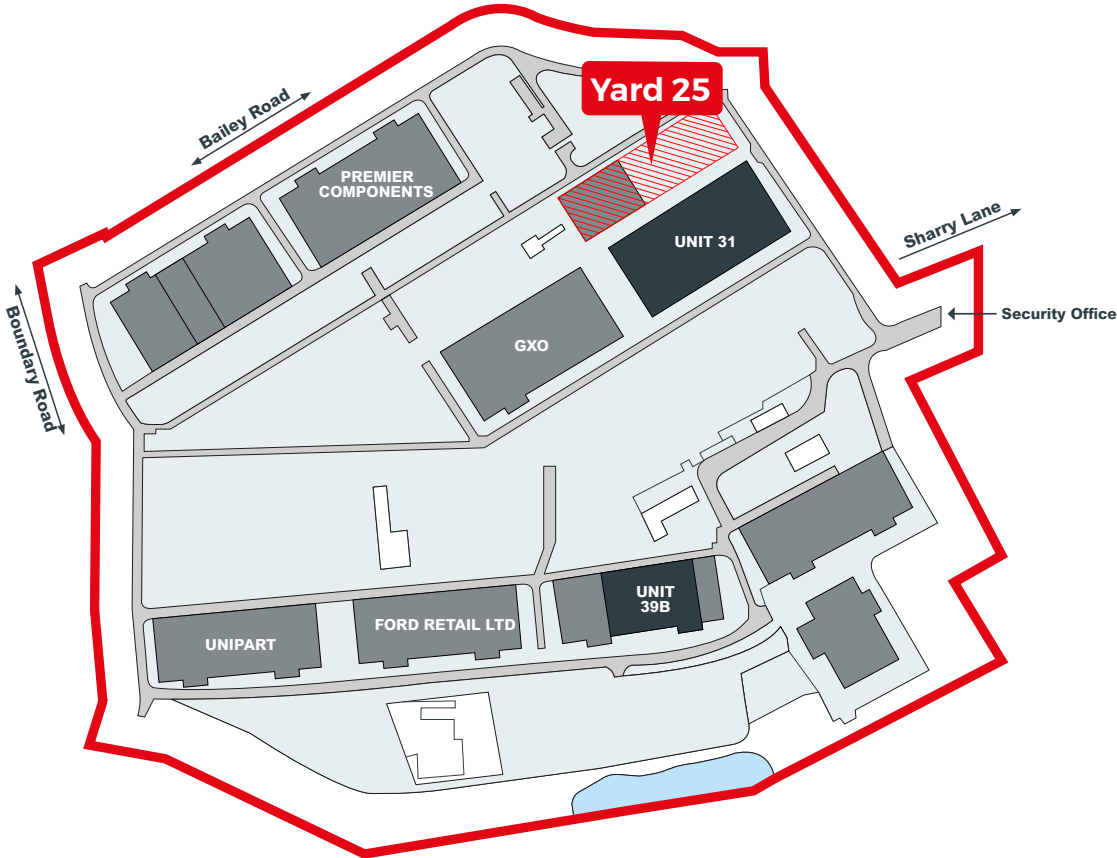 Yard 25
Bailey Road
PREMIER
COMPONENTS
Sharry Lane
UNIT 31
Security Office
Boundary Road
GXO
UNIT
39B
FORD RETAIL LTD
UNIPART